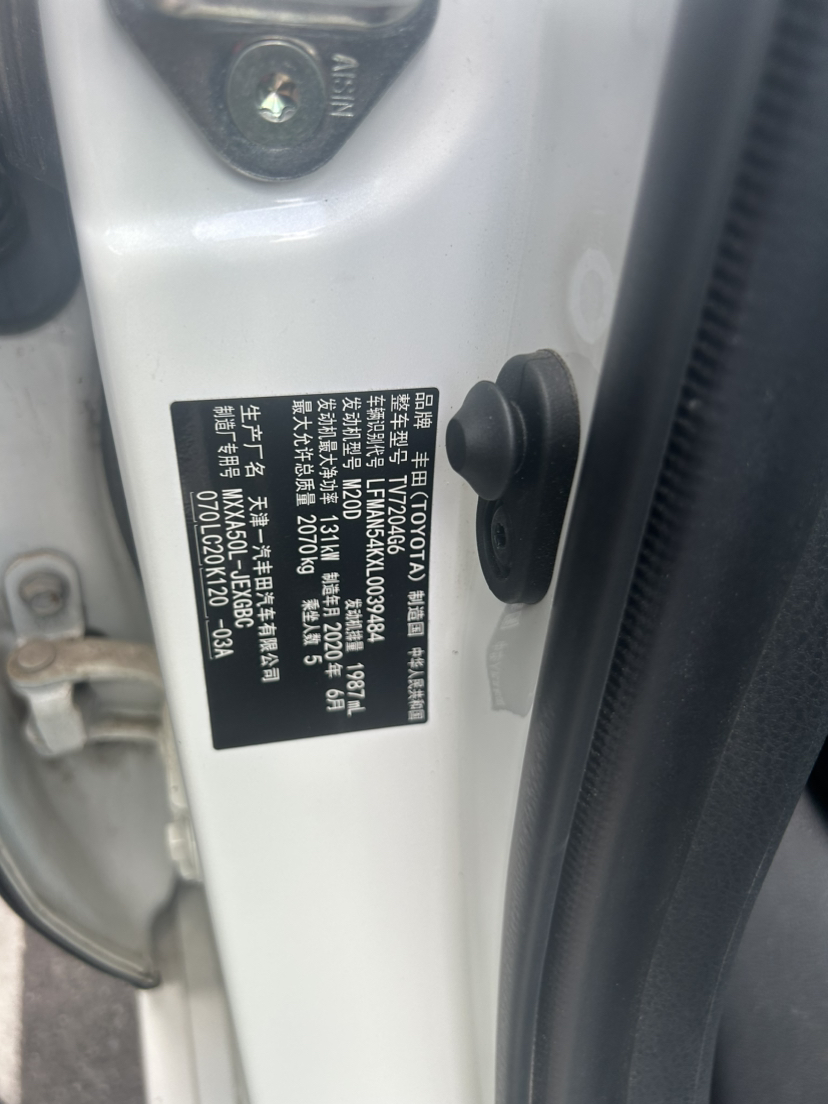 AISIN
品牌 丰田(TOYOTA) 制造国 中华人民共和国
整车型号 TV7204G6
车辆识别代号 LFMAN54KXL0039484
发动机型号 M20D 发动机排量 1987mL
发动机最大净功率 131kW 制造年月 2020年 6月
最大允许总质量 2070kg 乘坐人数 5
生产厂名 天津一汽丰田汽车有限公司
制造厂专用号 MXXA50L-JEXGBC
070LC20K120 -03A